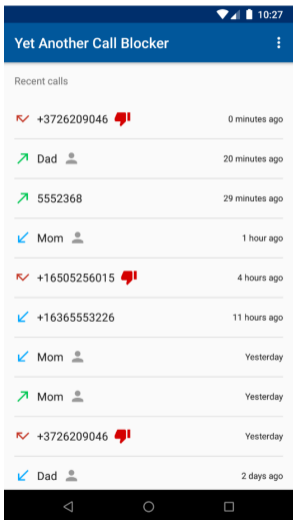 10:27
Yet Another Call Blocker
Recent calls
+3726209046 0 minutes ago
Dad 20 minutes ago
5552368 29 minutes ago
Mom 1 hour ago
+16505256015 4 hours ago
+16365553226 11 hours ago
Mom Yesterday
Mom Yesterday
+3726209046 Yesterday
Dad 2 days ago